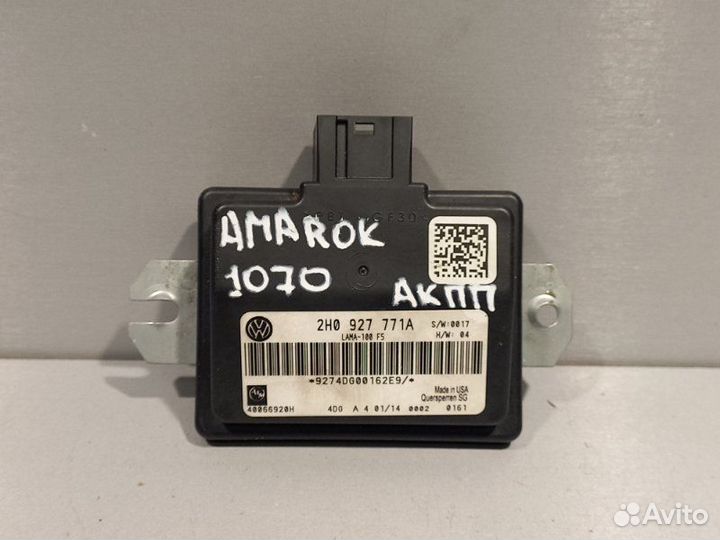 AMAROK
1070
АКПП
2H0 927 771A
S/W:0017
LAMA-100 F5
H/W: 04
*9274DG00162E9/*
Made in USA
Quersperren SG
40066920H
4DG A 4 01/14 0002 0161
Avito